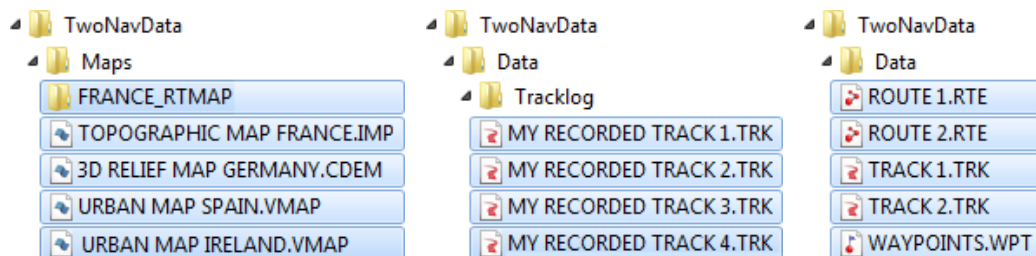 TwoNavData
Maps
FRANCE_RTMAP
TOPOGRAPHIC MAP FRANCE.IMP
3D RELIEF MAP GERMANY.CDEM
URBAN MAP SPAIN.VMAP
URBAN MAP IRELAND.VMAP
TwoNavData
Data
Tracklog
MY RECORDED TRACK 1.TRK
MY RECORDED TRACK 2.TRK
MY RECORDED TRACK 3.TRK
MY RECORDED TRACK 4.TRK
TwoNavData
Data
ROUTE 1.RTE
ROUTE 2.RTE
TRACK 1.TRK
TRACK 2.TRK
WAYPOINTS.WPT